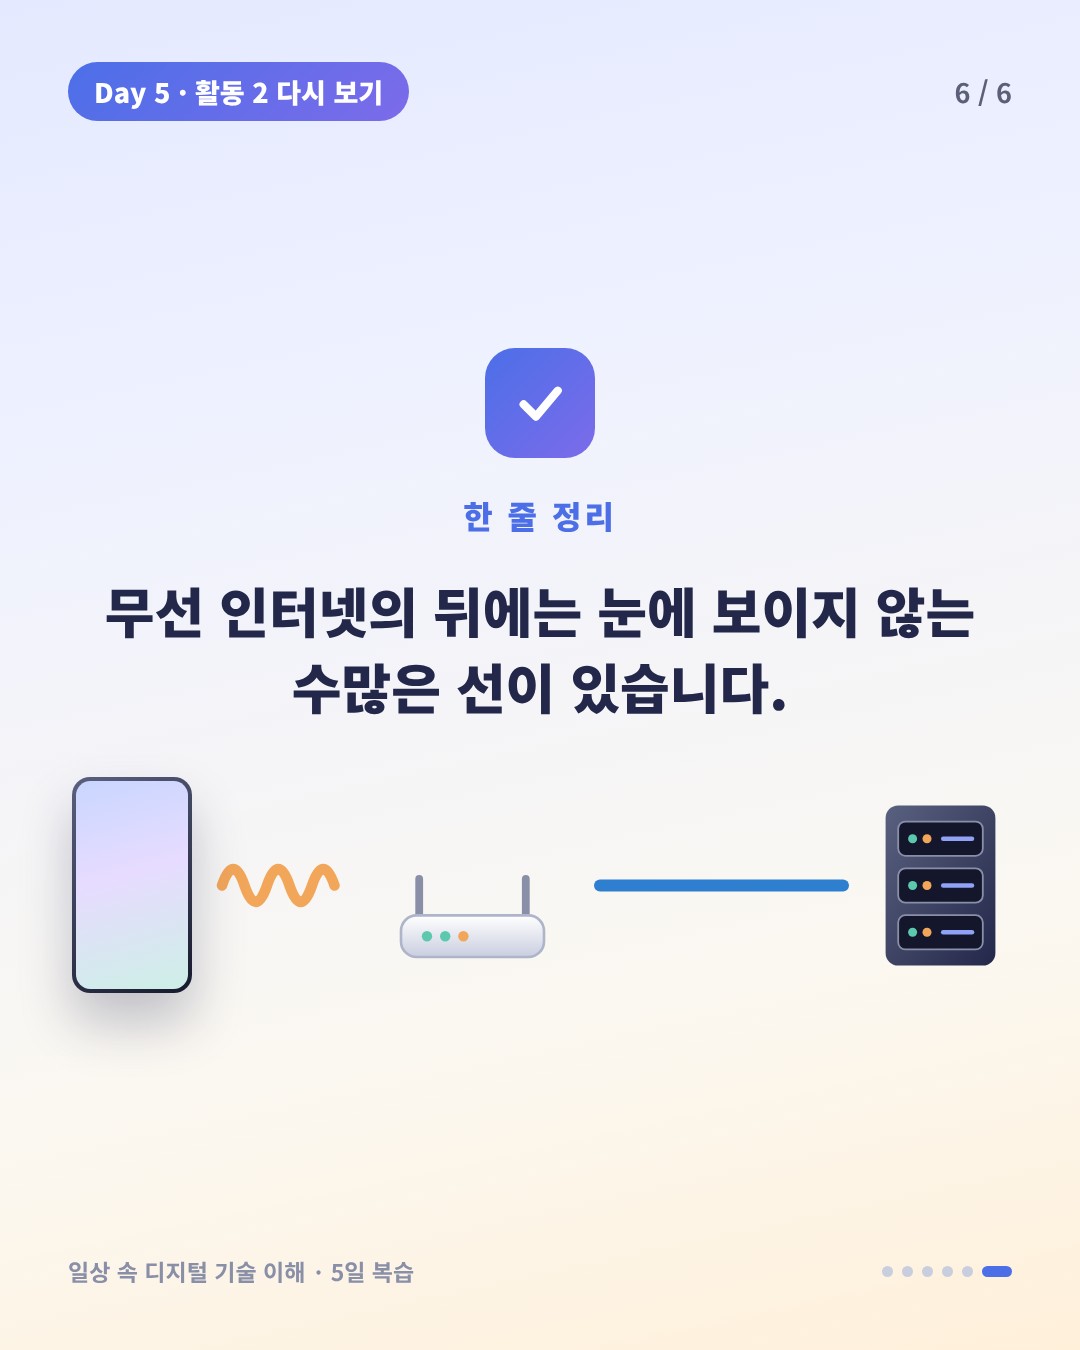 Day 5 · 활동 2 다시 보기
6 / 6
한 줄 정리
무선 인터넷의 뒤에는 눈에 보이지 않는
수많은 선이 있습니다.
일상 속 디지털 기술 이해 · 5일 복습